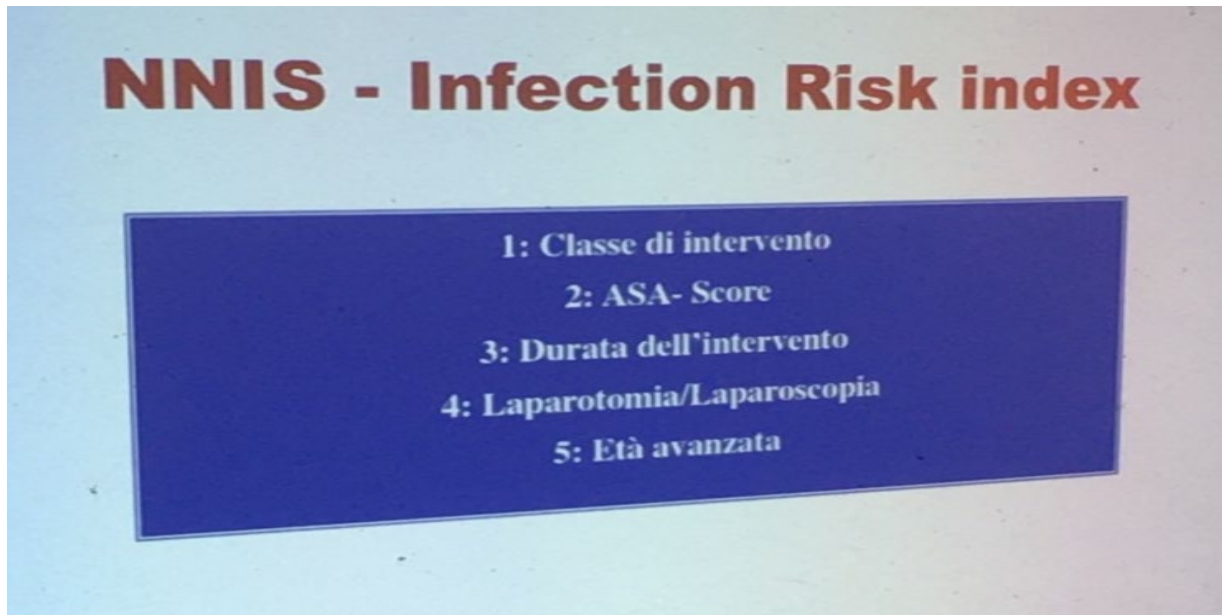 NNIS - Infection Risk index
1: Classe di intervento
2: ASA- Score
3: Durata dell'intervento
4: Laparotomia/Laparoscopia
5: Età avanzata